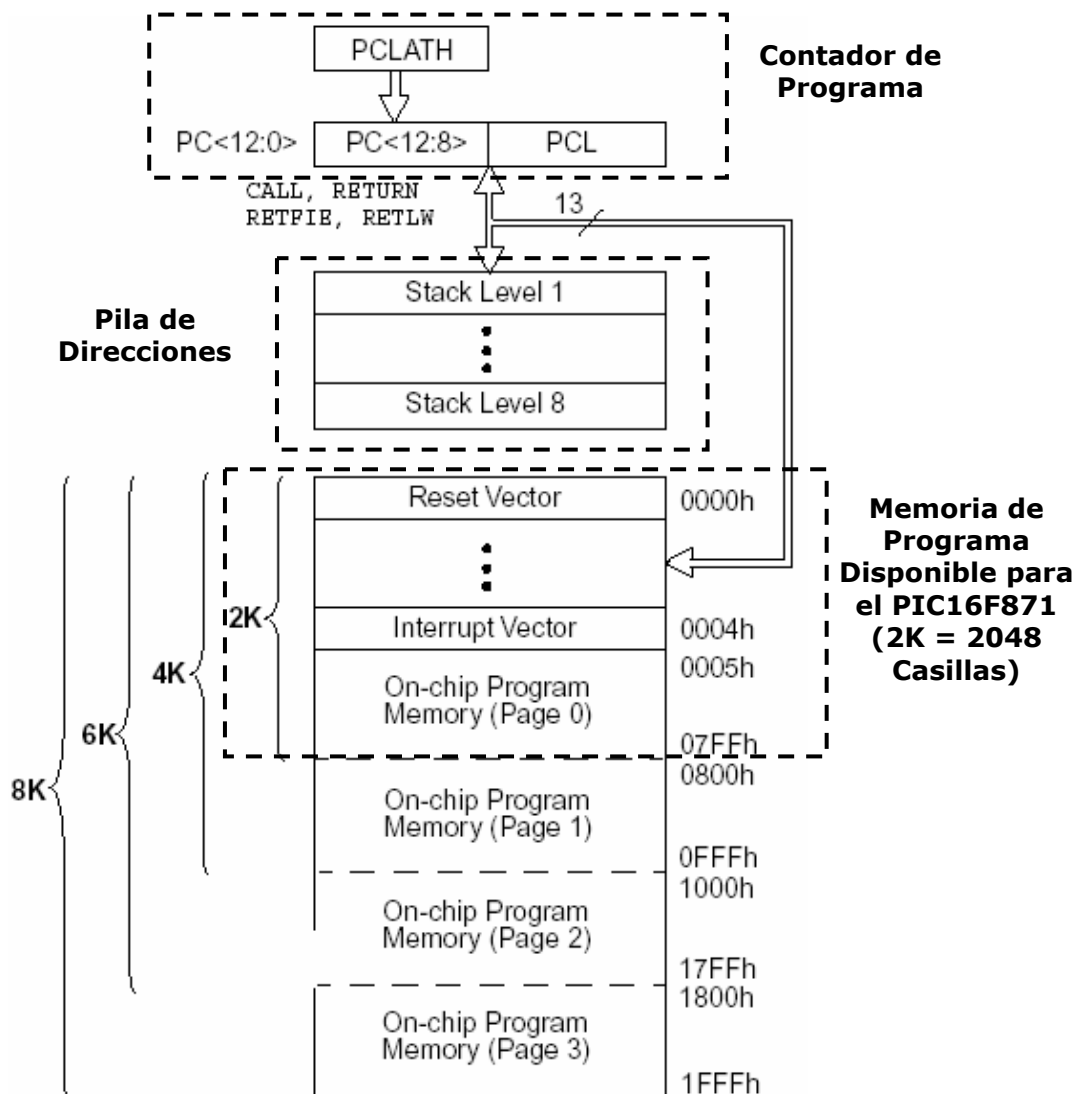 PCLATH
Contador de
Programa
PC<12:0>
PC<12:8>
PCL
CALL, RETURN
RETFIE, RETLW
13
Stack Level 1
Pila de
Direcciones
Stack Level 8
Reset Vector
0000h
Memoria de
Programa
Disponible para
el PIC16F871
(2K = 2048
Casillas)
2K
Interrupt Vector
0004h
0005h
4K
On-chip Program
Memory (Page 0)
07FFh
6K
0800h
8K
On-chip Program
Memory (Page 1)
0FFFh
1000h
On-chip Program
Memory (Page 2)
17FFh
1800h
On-chip Program
Memory (Page 3)
1FFFh